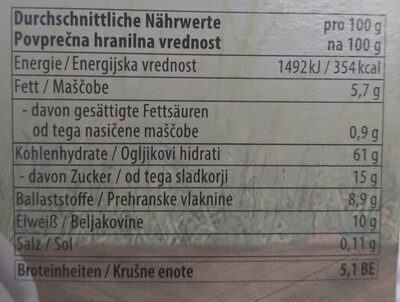 Durchschnittliche Nährwerte pro 100 g
Povprečna hranilna vrednost na 100 g
Energie / Energijska vrednost 1492 kJ / 354 kcal
Fett / Maščobe 5,7 g
- davon gesättigte Fettsäuren
od tega nasičene maščobe 0,9 g
Kohlenhydrate / Ogljikovi hidrati 61 g
- davon Zucker / od tega sladkorji 15 g
Ballaststoffe / Prehranske vlaknine 8,9 g
Eiweiß / Beljakovine 10 g
Salz / Sol 0,11 g
Broteinheiten / Krušne enote 5,1 BE